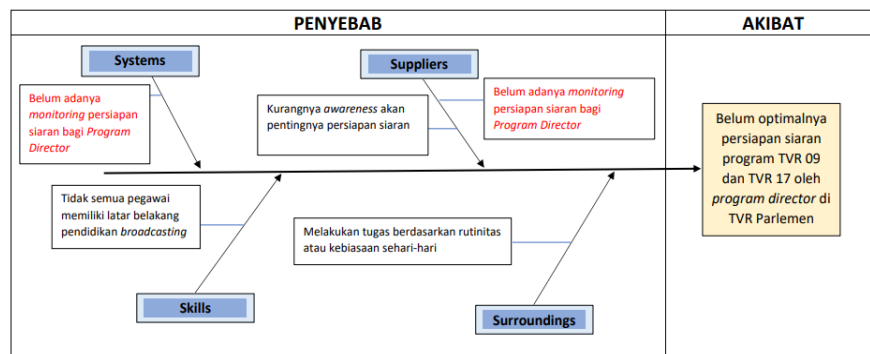 PENYEBAB
AKIBAT
Systems
Suppliers
Belum adanya
monitoring persiapan
siaran bagi Program
Director
Kurangnya awareness akan
pentingnya persiapan siaran
Belum adanya monitoring
persiapan siaran bagi
Program Director
Belum optimalnya
persiapan siaran
program TVR 09
dan TVR 17 oleh
program director di
TVR Parlemen
Tidak semua pegawai
memiliki latar belakang
pendidikan broadcasting
Melakukan tugas berdasarkan rutinitas
atau kebiasaan sehari-hari
Skills
Surroundings